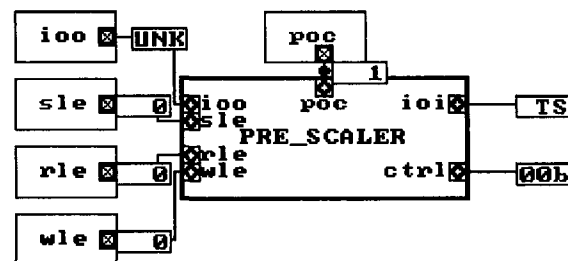 ioo UNK poc
1
sle 0 ioo poc ioi TS
sle
PRE_SCALER
rle 0 rle
wle ctrl 00b
wle 0